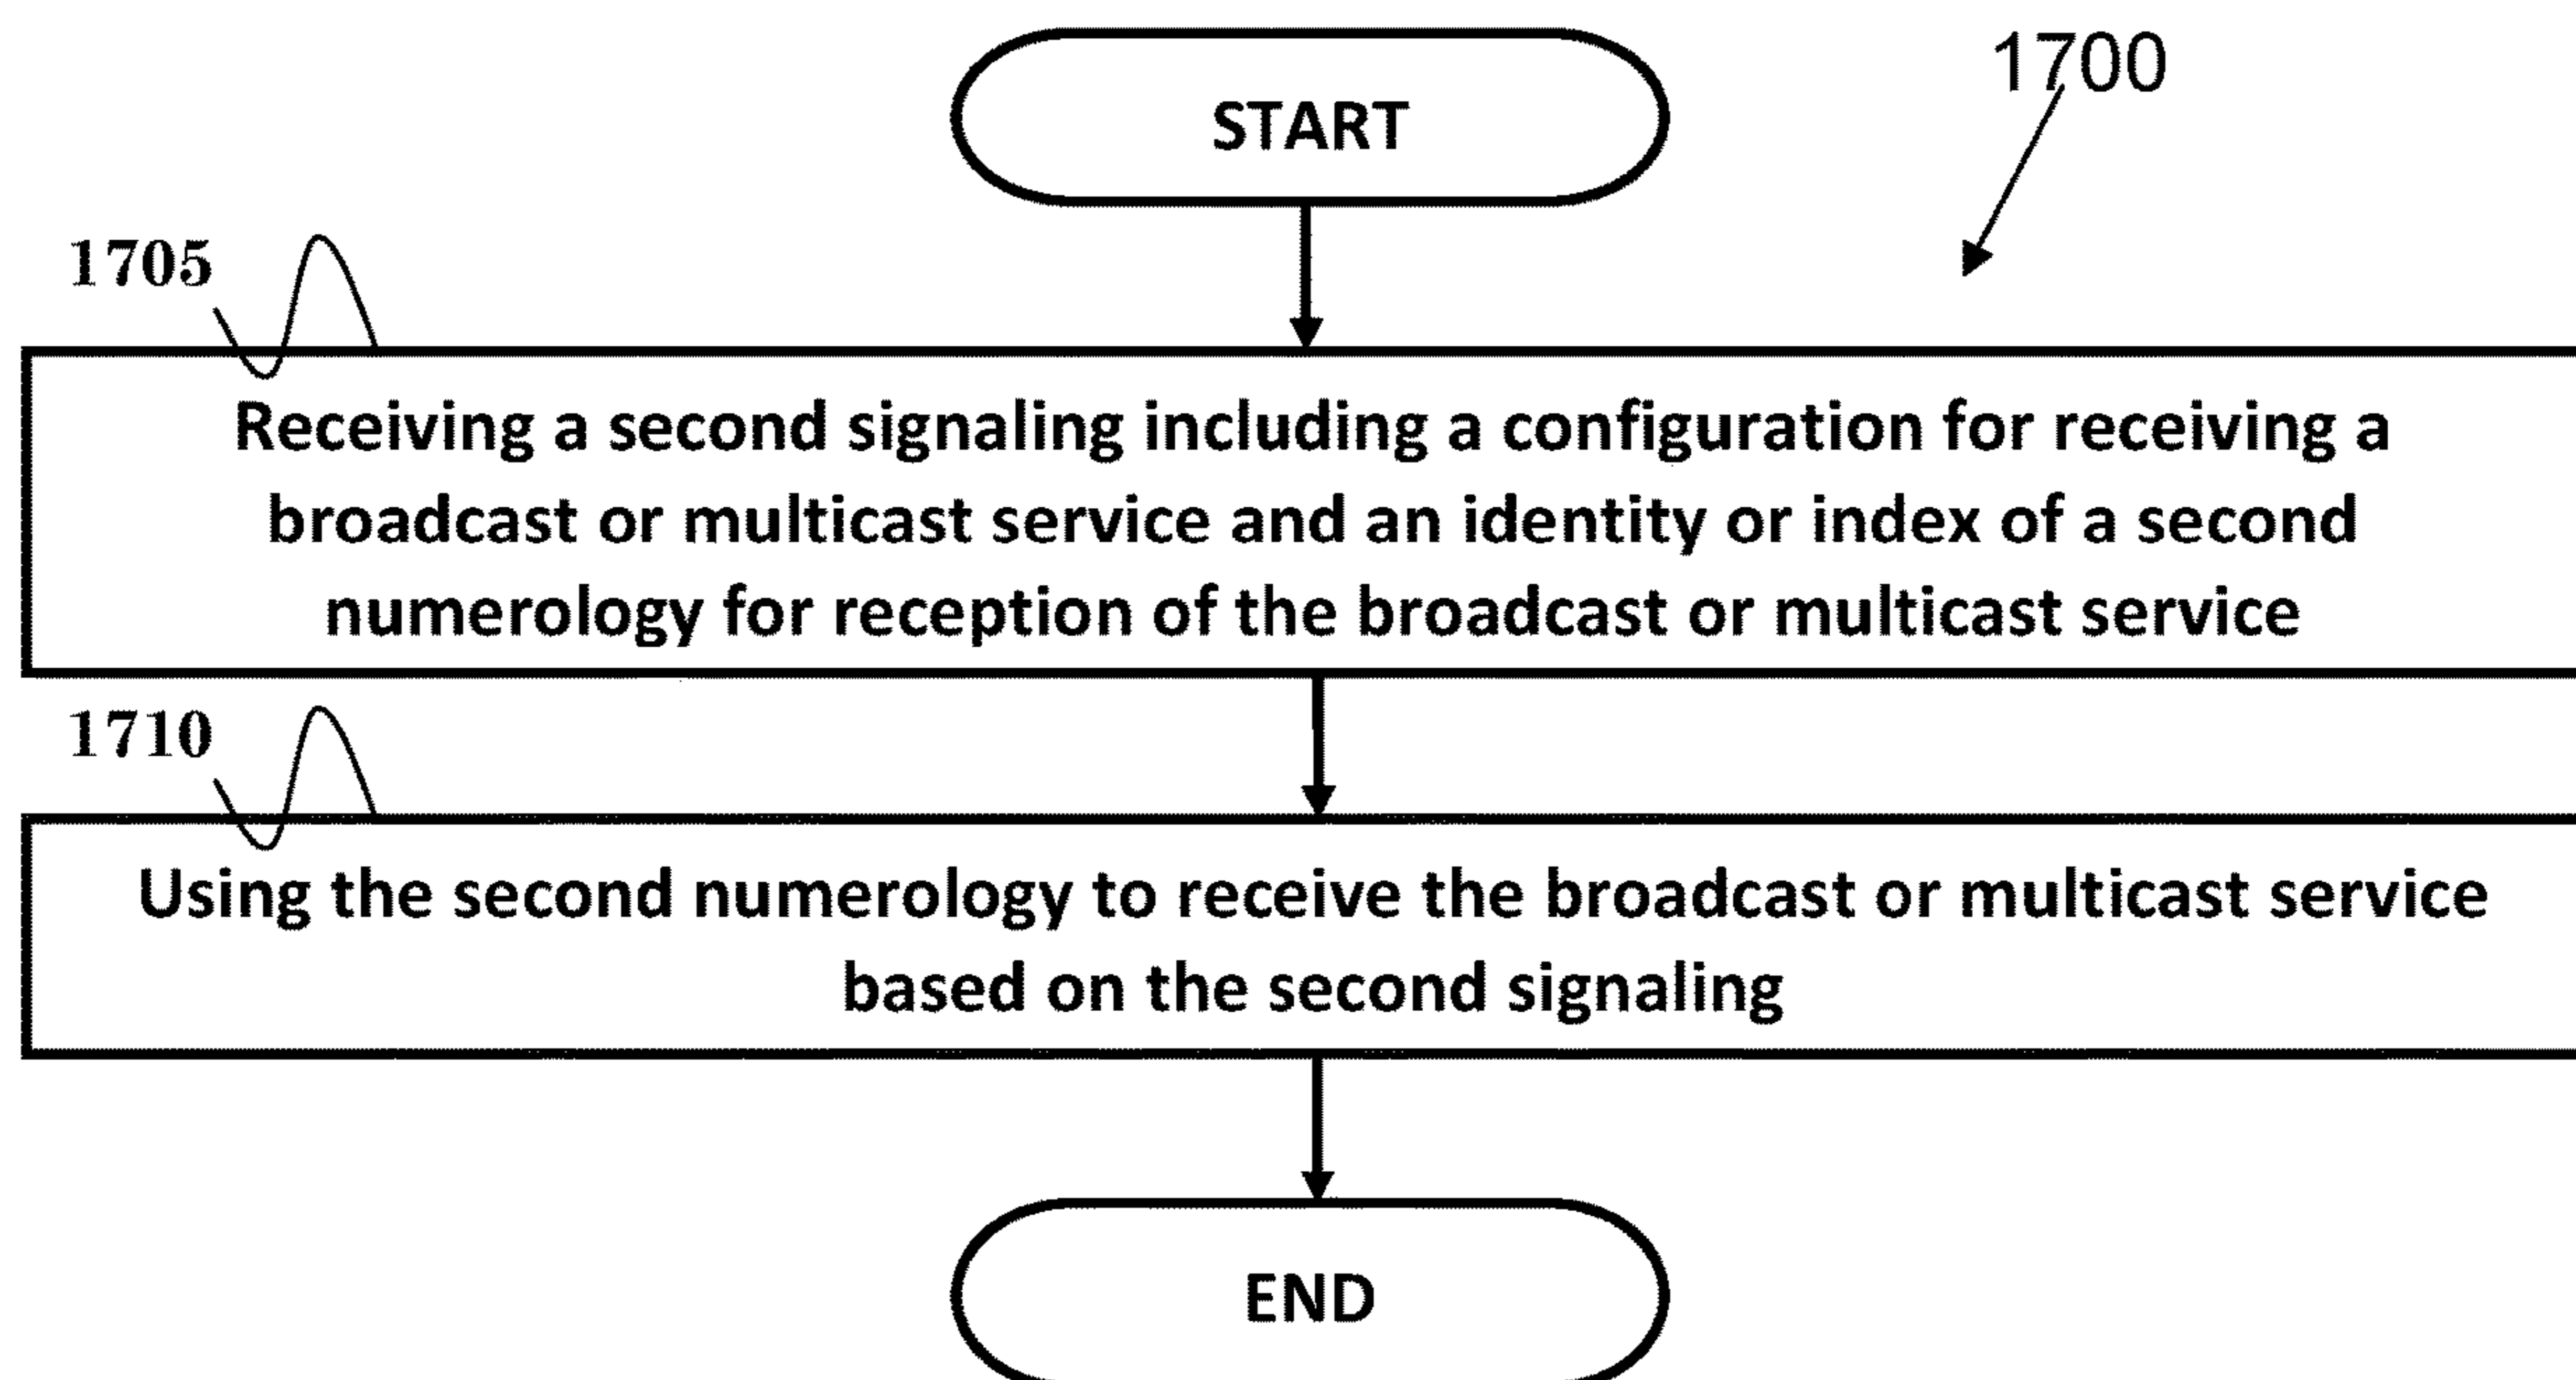 START
1700
1705
Receiving a second signaling including a configuration for receiving a
broadcast or multicast service and an identity or index of a second
numerology for reception of the broadcast or multicast service
1710
Using the second numerology to receive the broadcast or multicast service
based on the second signaling
END